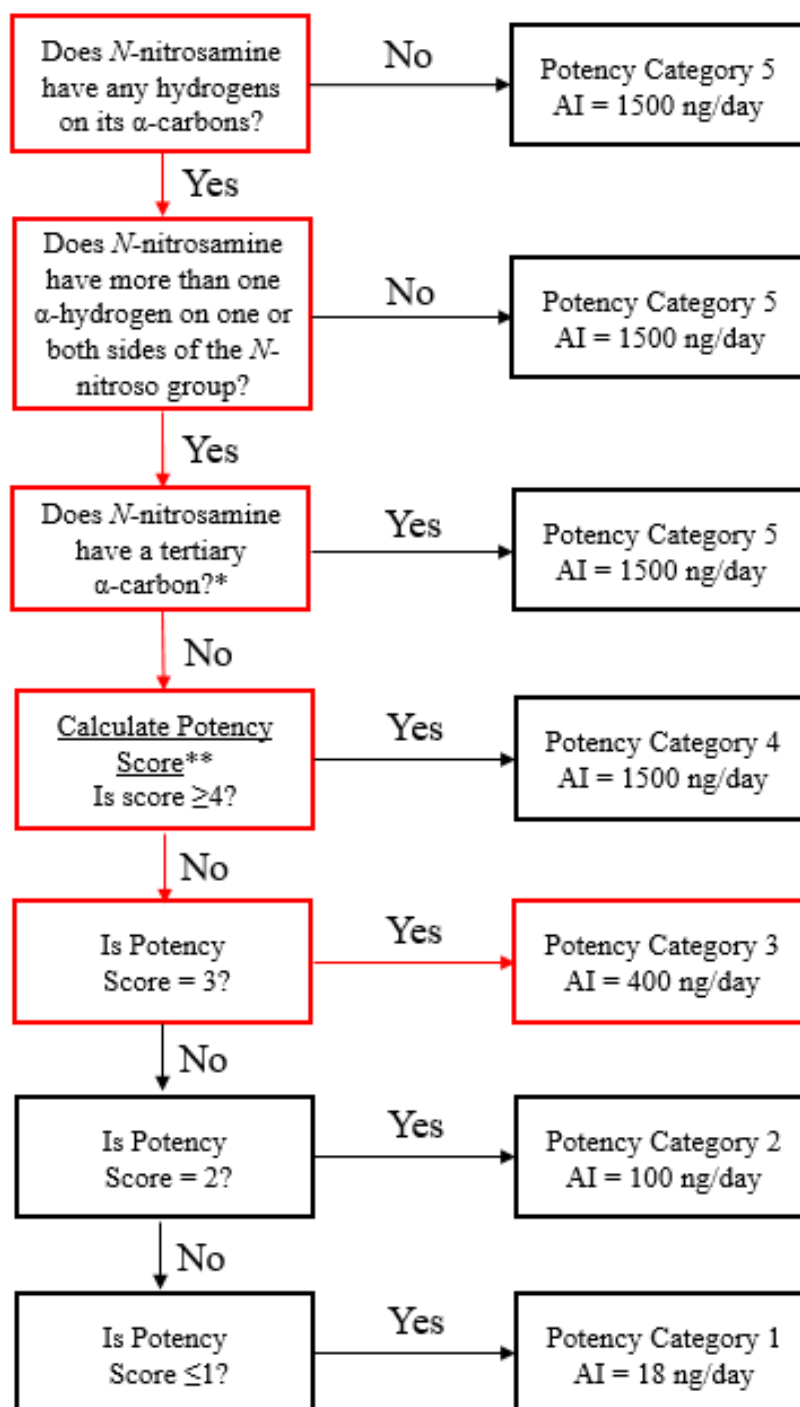 Does N-nitrosamine
have any hydrogens
on its α-carbons?
No
Potency Category 5
AI = 1500 ng/day
Yes
Does N-nitrosamine
have more than one
α-hydrogen on one or
both sides of the N-
nitroso group?
No
Potency Category 5
AI = 1500 ng/day
Yes
Does N-nitrosamine
have a tertiary
α-carbon?*
Yes
Potency Category 5
AI = 1500 ng/day
No
Calculate Potency
Score**
Is score ≥4?
Yes
Potency Category 4
AI = 1500 ng/day
No
Is Potency
Score = 3?
Yes
Potency Category 3
AI = 400 ng/day
No
Is Potency
Score = 2?
Yes
Potency Category 2
AI = 100 ng/day
No
Is Potency
Score ≤1?
Yes
Potency Category 1
AI = 18 ng/day